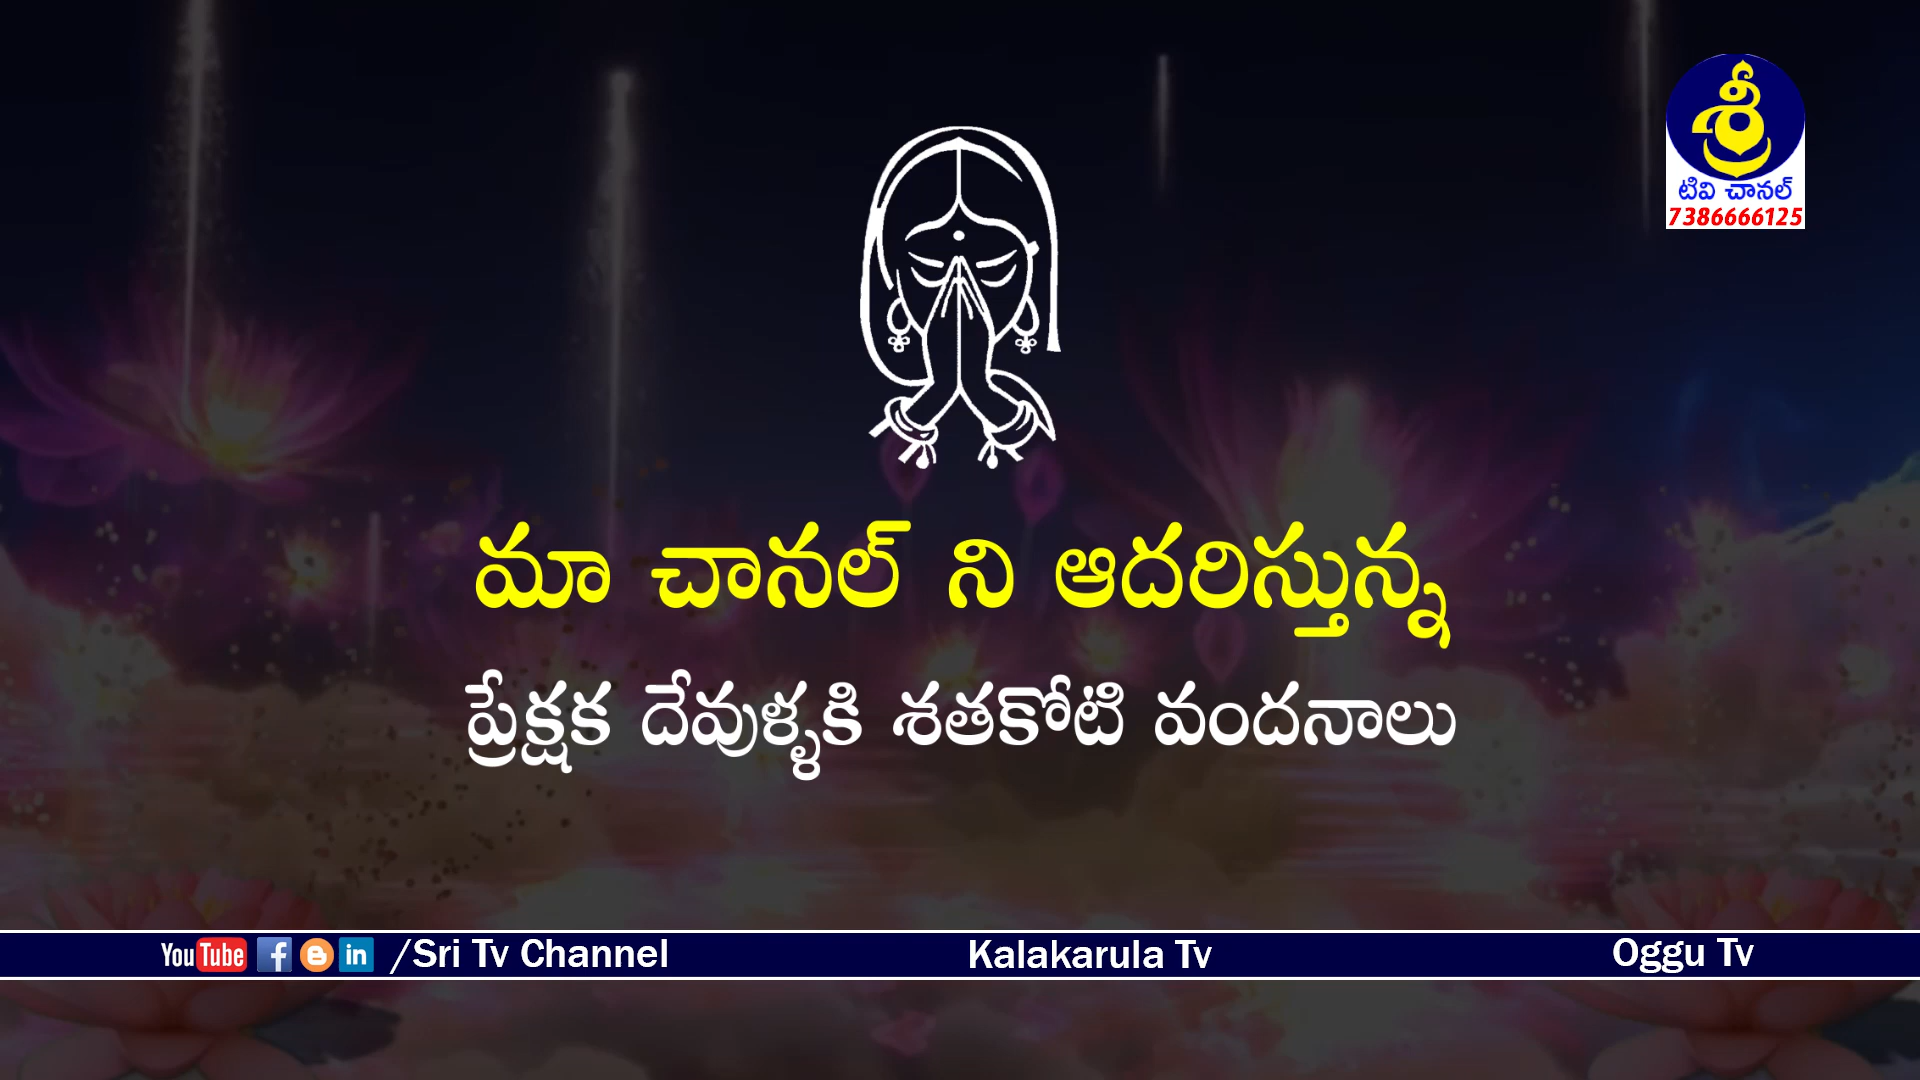 శ్రీ
టివి చానల్
7386666125
మా చానల్ ని ఆదరిస్తున్న
ప్రేక్షక దేవుళ్ళకి శతకోటి వందనాలు
YouTube f B in /Sri Tv Channel Kalakarula Tv Oggu Tv